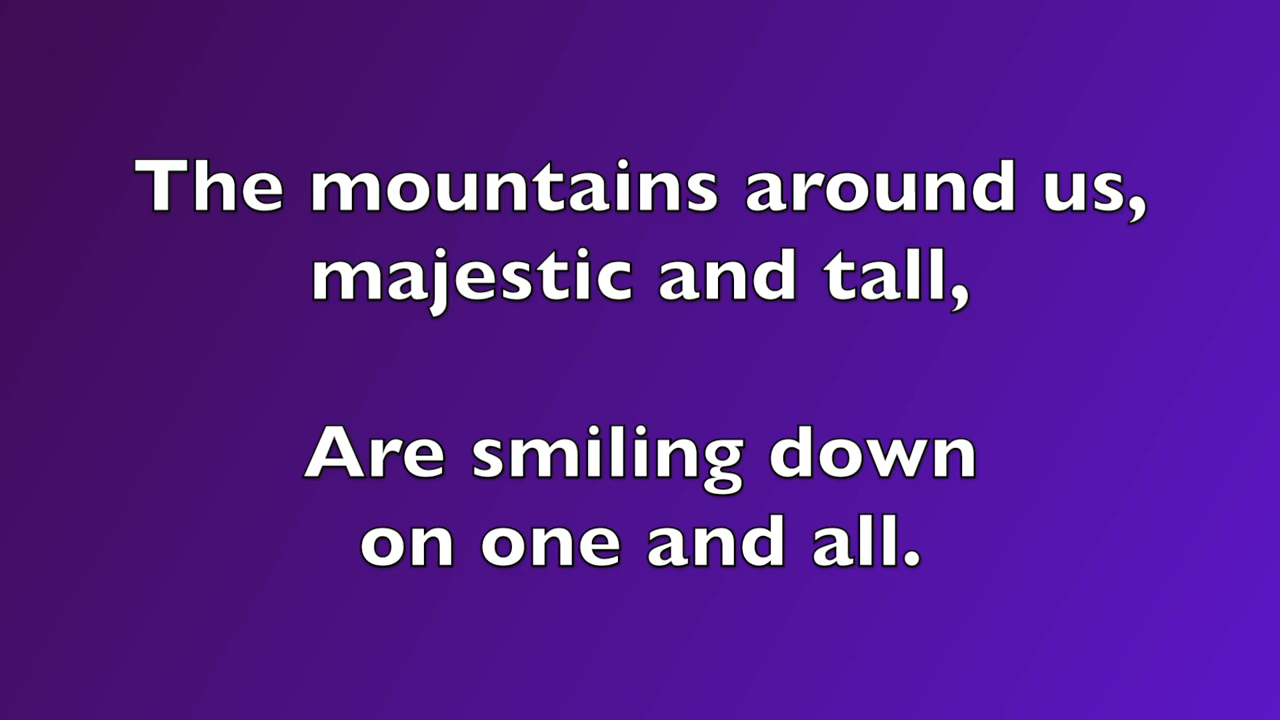 The mountains around us,
majestic and tall,
Are smiling down
on one and all.